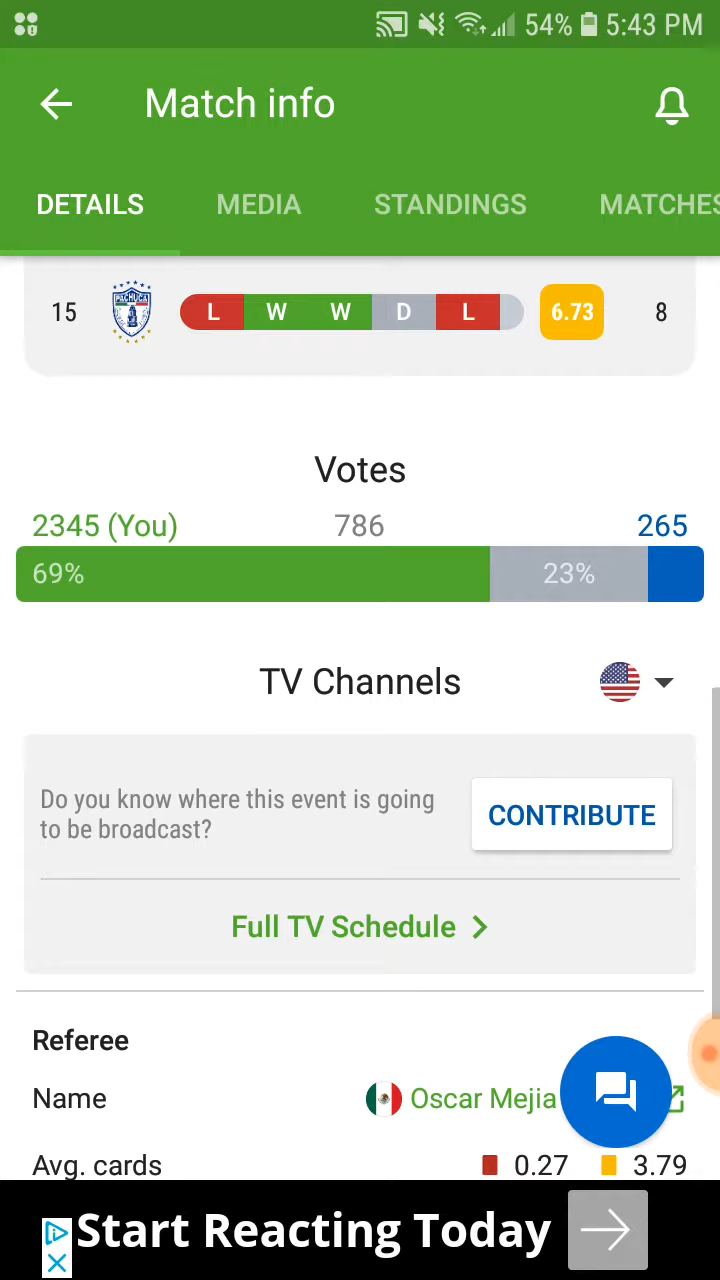 54% 5:43 PM
Match info
DETAILS MEDIA STANDINGS MATCHES
15 PACHUCA L W W D L 6.73 8
Votes
2345 (You) 786 265
69% 23%
TV Channels
Do you know where this event is going
to be broadcast?
CONTRIBUTE
Full TV Schedule
Referee
Name Oscar Mejia
Avg. cards 0.27 3.79
Start Reacting Today